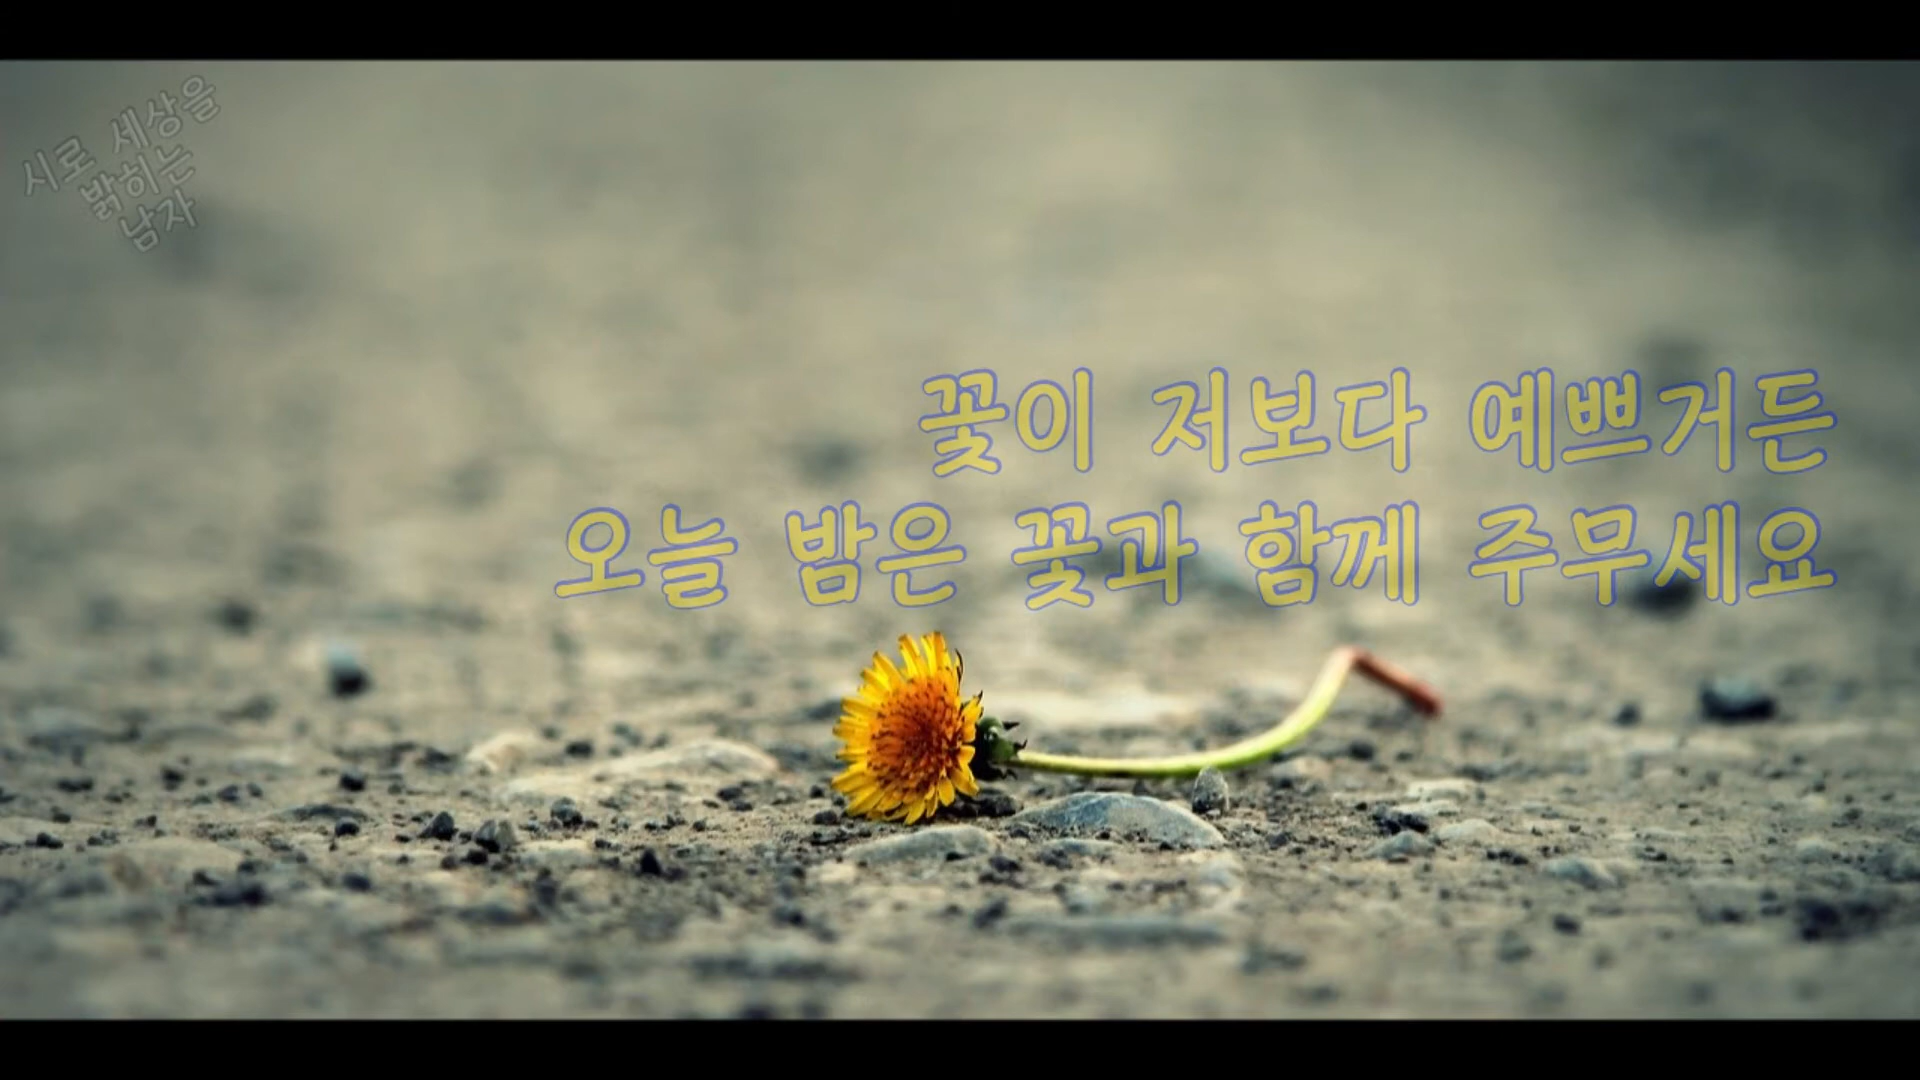 시로 세상을
밝히는
남자
꽃이 저보다 예쁘거든
오늘 밤은 꽃과 함께 주무세요